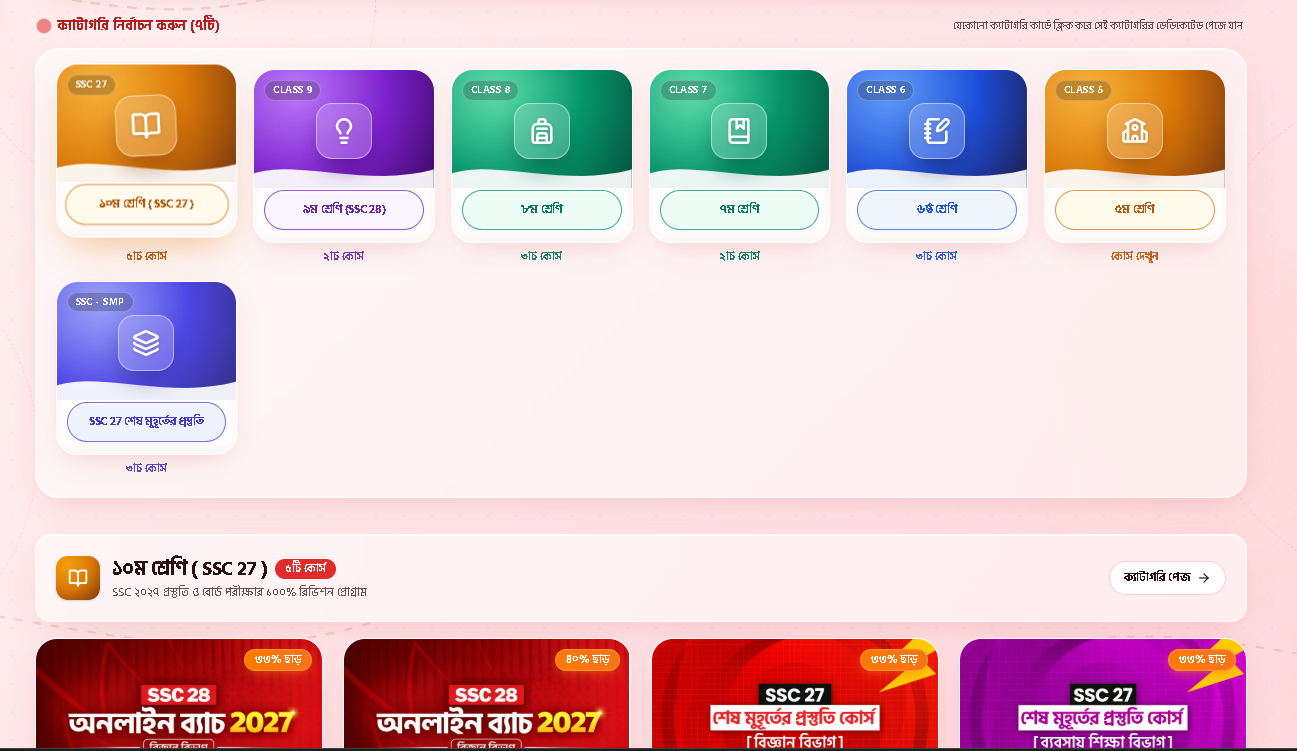 ক্যাটাগরি নির্বাচন করুন (৭টি)
যেকোনো ক্যাটাগরি কার্ডে ক্লিক করে সেই ক্যাটাগরির ডেডিকেটেড পেজে যান
SSC 27
CLASS 9
CLASS 8
CLASS 7
CLASS 6
CLASS 5
১০ম শ্রেণি ( SSC 27 )
৯ম শ্রেণি (SSC 28)
৮ম শ্রেণি
৭ম শ্রেণি
৬ষ্ঠ শ্রেণি
৫ম শ্রেণি
৫টি কোর্স
২টি কোর্স
৩টি কোর্স
২টি কোর্স
৩টি কোর্স
কোর্স দেখুন
SSC - SMP
SSC 27 শেষ মুহূর্তের প্রস্তুতি
৩টি কোর্স
১০ম শ্রেণি ( SSC 27 )
৫টি কোর্স
SSC ২০২৭ প্রস্তুতি ও বোর্ড পরীক্ষার ১০০% রিভিশন প্রোগ্রাম
ক্যাটাগরি পেজ
৩৩% ছাড়
৪০% ছাড়
৩৩% ছাড়
৩৩% ছাড়
SSC 28
অনলাইন ব্যাচ 2027
বিজ্ঞান বিভাগ
SSC 28
অনলাইন ব্যাচ 2027
বিজ্ঞান বিভাগ
SSC 27
শেষ মুহূর্তের প্রস্তুতি কোর্স
[ বিজ্ঞান বিভাগ ]
SSC 27
শেষ মুহূর্তের প্রস্তুতি কোর্স
[ ব্যবসায় শিক্ষা বিভাগ ]